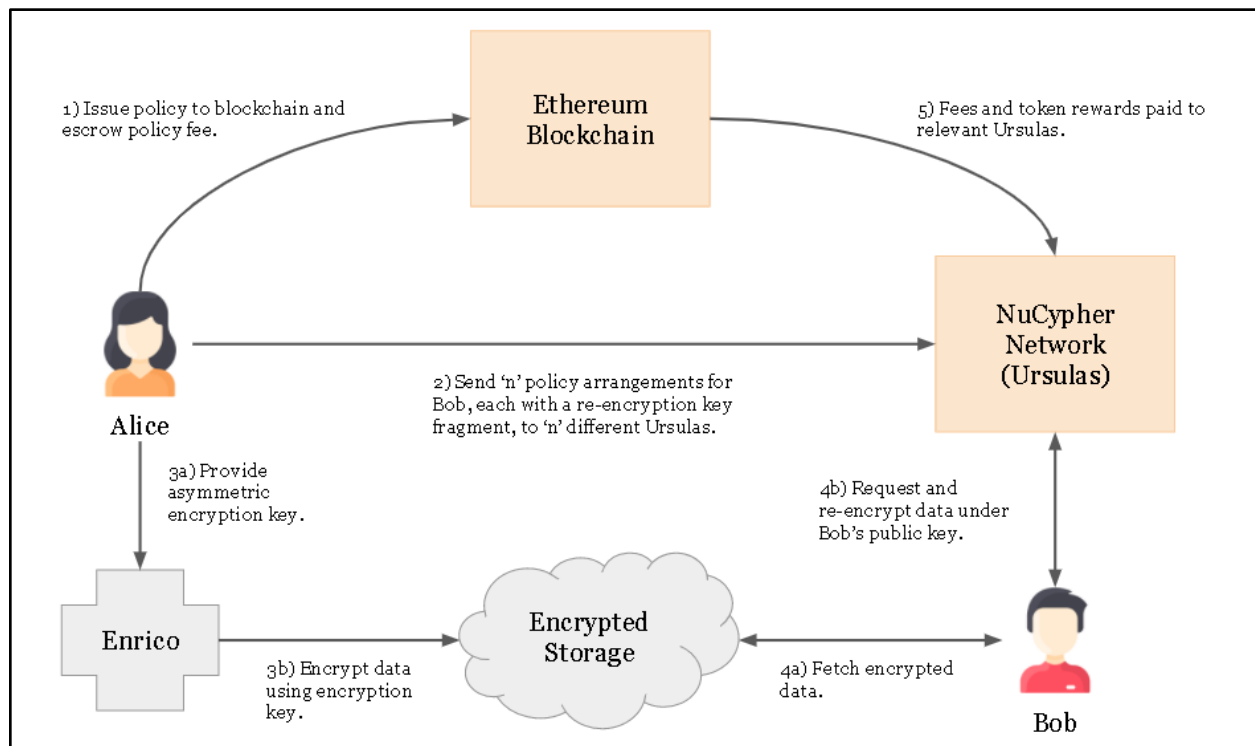 1) Issue policy to blockchain and
escrow policy fee.
Ethereum
Blockchain
5) Fees and token rewards paid to
relevant Ursulas.
NuCypher
Network
(Ursulas)
2) Send ‘n’ policy arrangements for
Bob, each with a re-encryption key
fragment, to ‘n’ different Ursulas.
Alice
3a) Provide
asymmetric
encryption key.
4b) Request and
re-encrypt data under
Bob’s public key.
Enrico
3b) Encrypt data
using encryption
key.
Encrypted
Storage
4a) Fetch encrypted
data.
Bob